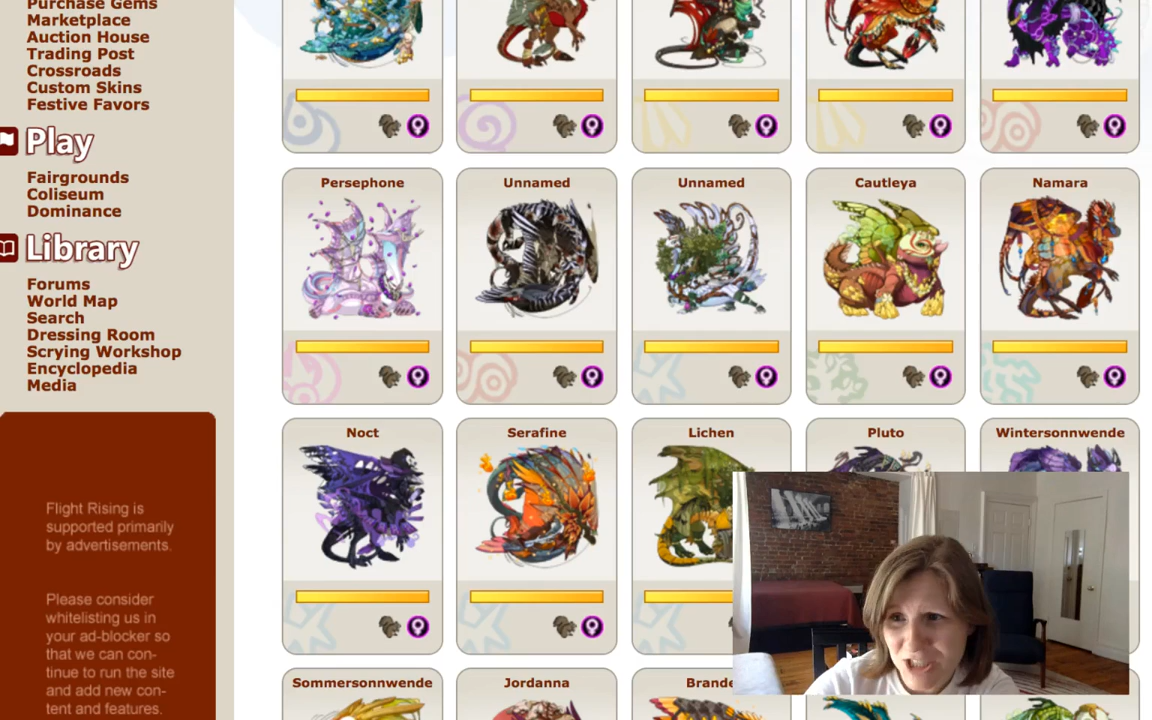 Purchase Gems
Marketplace
Auction House
Trading Post
Crossroads
Custom Skins
Festive Favors
Play
Fairgrounds
Coliseum
Dominance
Library
Forums
World Map
Search
Dressing Room
Scrying Workshop
Encyclopedia
Media
Flight Rising is
supported primarily
by advertisements.
Please consider
whitelisting us in
your ad-blocker so
that we can con-
tinue to run the site
and add new con-
tent and features.
Persephone
Unnamed
Unnamed
Cautleya
Namara
Noct
Serafine
Lichen
Pluto
Wintersonnwende
Sommersonnwende
Jordanna
Brande